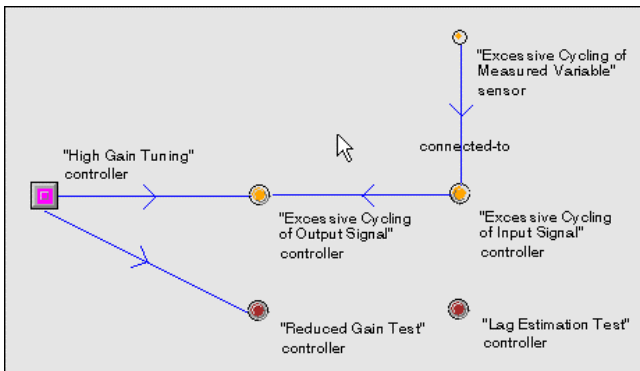 "Excessive Cycling of
Measured Variable"
sensor
connected-to
"High Gain Tuning"
controller
"Excessive Cycling
of Output Signal"
controller
"Excessive Cycling
of Input Signal"
controller
"Reduced Gain Test"
controller
"Lag Estimation Test"
controller